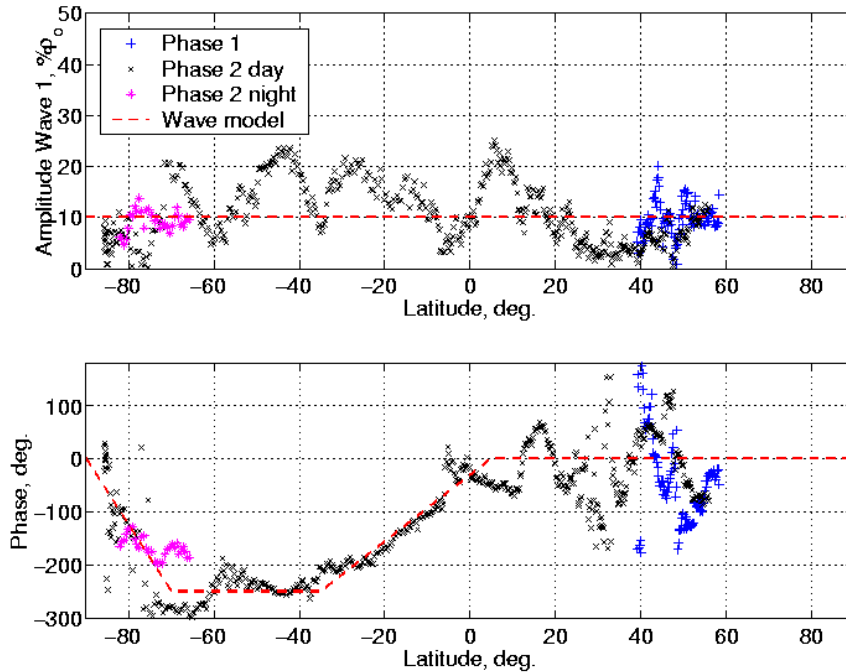 Amplitude Wave 1, %ρo
50
40
30
20
10
0
Phase 1
Phase 2 day
Phase 2 night
Wave model
−80 −60 −40 −20 0 20 40 60 80
Latitude, deg.
Phase, deg.
100
0
−100
−200
−300
−80 −60 −40 −20 0 20 40 60 80
Latitude, deg.